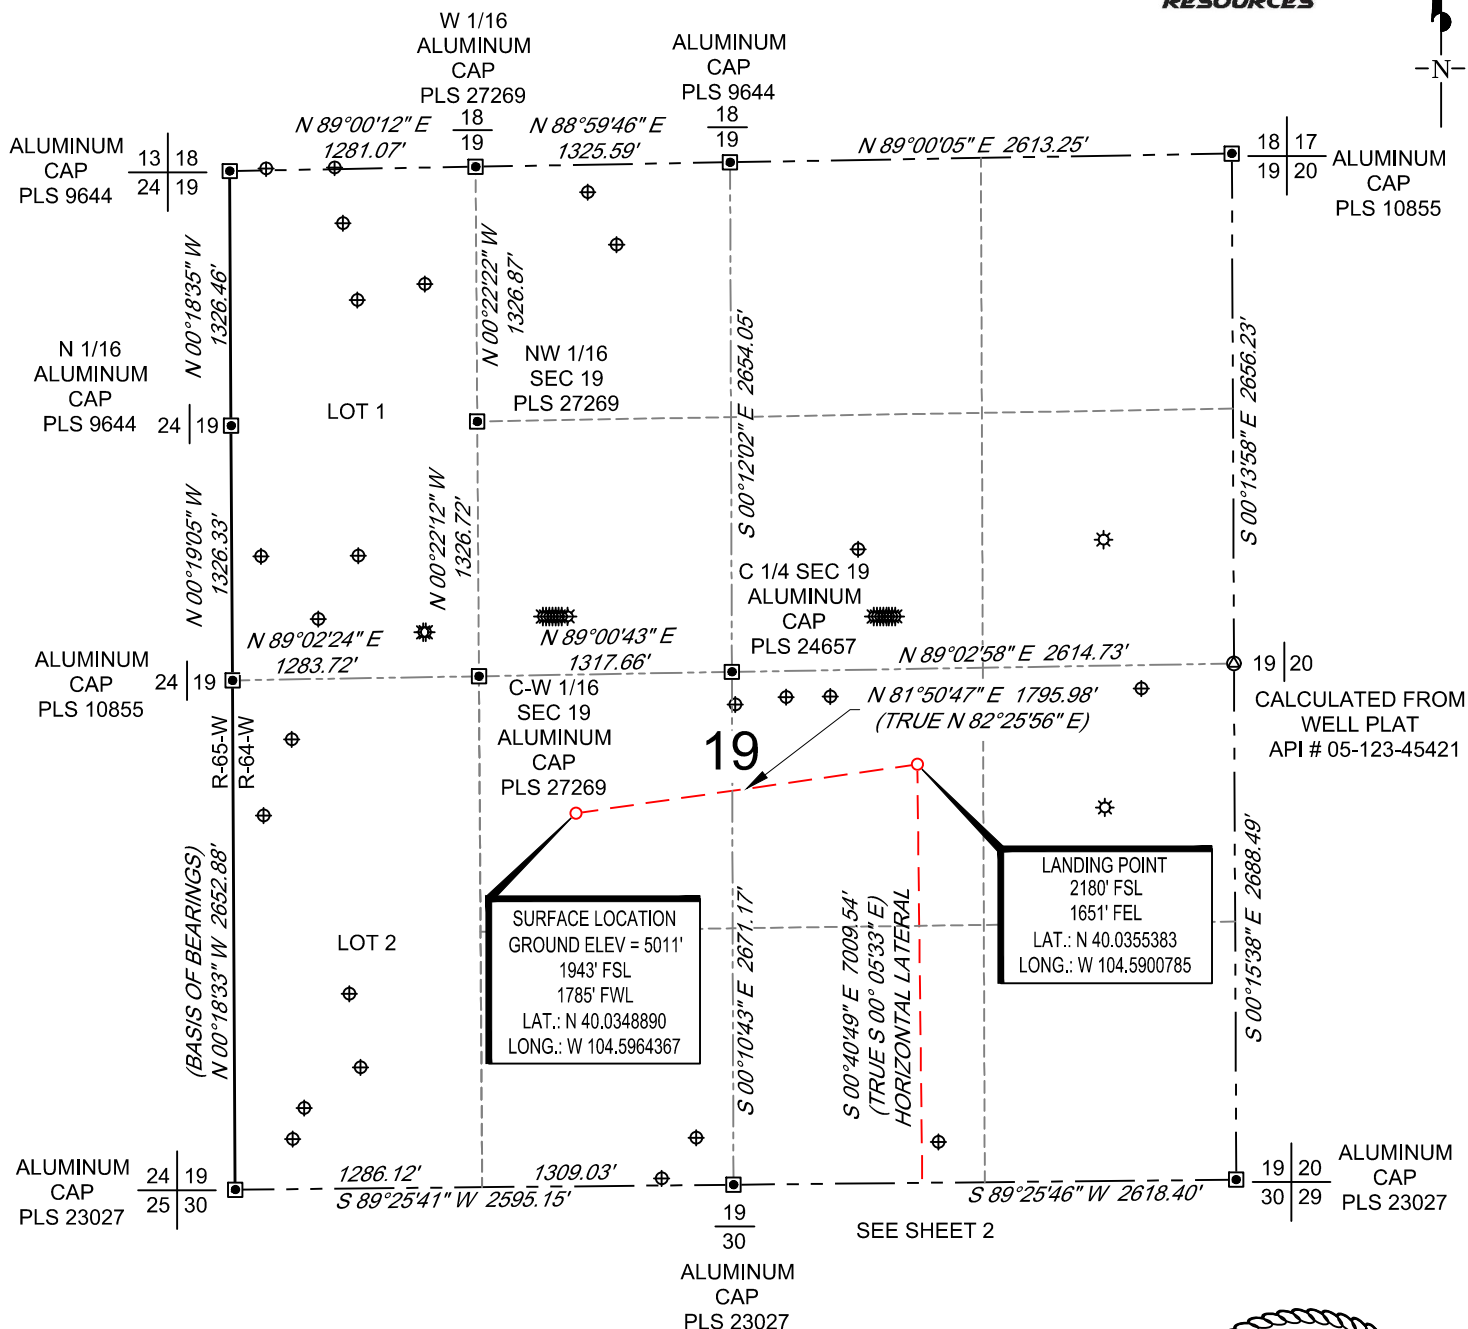 RESOURCES
N
W 1/16
ALUMINUM
CAP
PLS 27269
18
19
ALUMINUM
CAP
PLS 9644
18
19
N 89°00'12" E
1281.07'
N 88°59'46" E
1325.59'
N 89°00'05" E 2613.25'
ALUMINUM
CAP
PLS 9644
13 18
24 19
18 17
19 20
ALUMINUM
CAP
PLS 10855
N 00°18'35" W
1326.46'
N 00°22'22" W
1326.87'
S 00°12'02" E 2654.05'
S 00°13'58" E 2656.23'
N 1/16
ALUMINUM
CAP
PLS 9644
24 19
LOT 1
NW 1/16
SEC 19
PLS 27269
N 00°19'05" W
1326.33'
N 00°22'12" W
1326.72'
C 1/4 SEC 19
ALUMINUM
CAP
PLS 24657
N 89°02'24" E
1283.72'
N 89°00'43" E
1317.66'
N 89°02'58" E 2614.73'
ALUMINUM
CAP
PLS 10855
24 19
19 20
CALCULATED FROM
WELL PLAT
API # 05-123-45421
C-W 1/16
SEC 19
ALUMINUM
CAP
PLS 27269
N 81°50'47" E 1795.98'
(TRUE N 82°25'56" E)
R-65-W
R-64-W
19
(BASIS OF BEARINGS)
N 00°18'33" W 2652.88'
LOT 2
SURFACE LOCATION
GROUND ELEV = 5011'
1943' FSL
1785' FWL
LAT.: N 40.0348890
LONG.: W 104.5964367
S 00°10'43" E 2671.17'
S 00°40'49" E 7009.54'
(TRUE S 00° 05'33" E)
HORIZONTAL LATERAL
LANDING POINT
2180' FSL
1651' FEL
LAT.: N 40.0355383
LONG.: W 104.5900785
S 00°15'38" E 2688.49'
ALUMINUM
CAP
PLS 23027
24 19
25 30
1286.12'
1309.03'
S 89°25'41" W 2595.15'
19
30
ALUMINUM
CAP
PLS 23027
S 89°25'46" W 2618.40'
SEE SHEET 2
19 20
30 29
ALUMINUM
CAP
PLS 23027